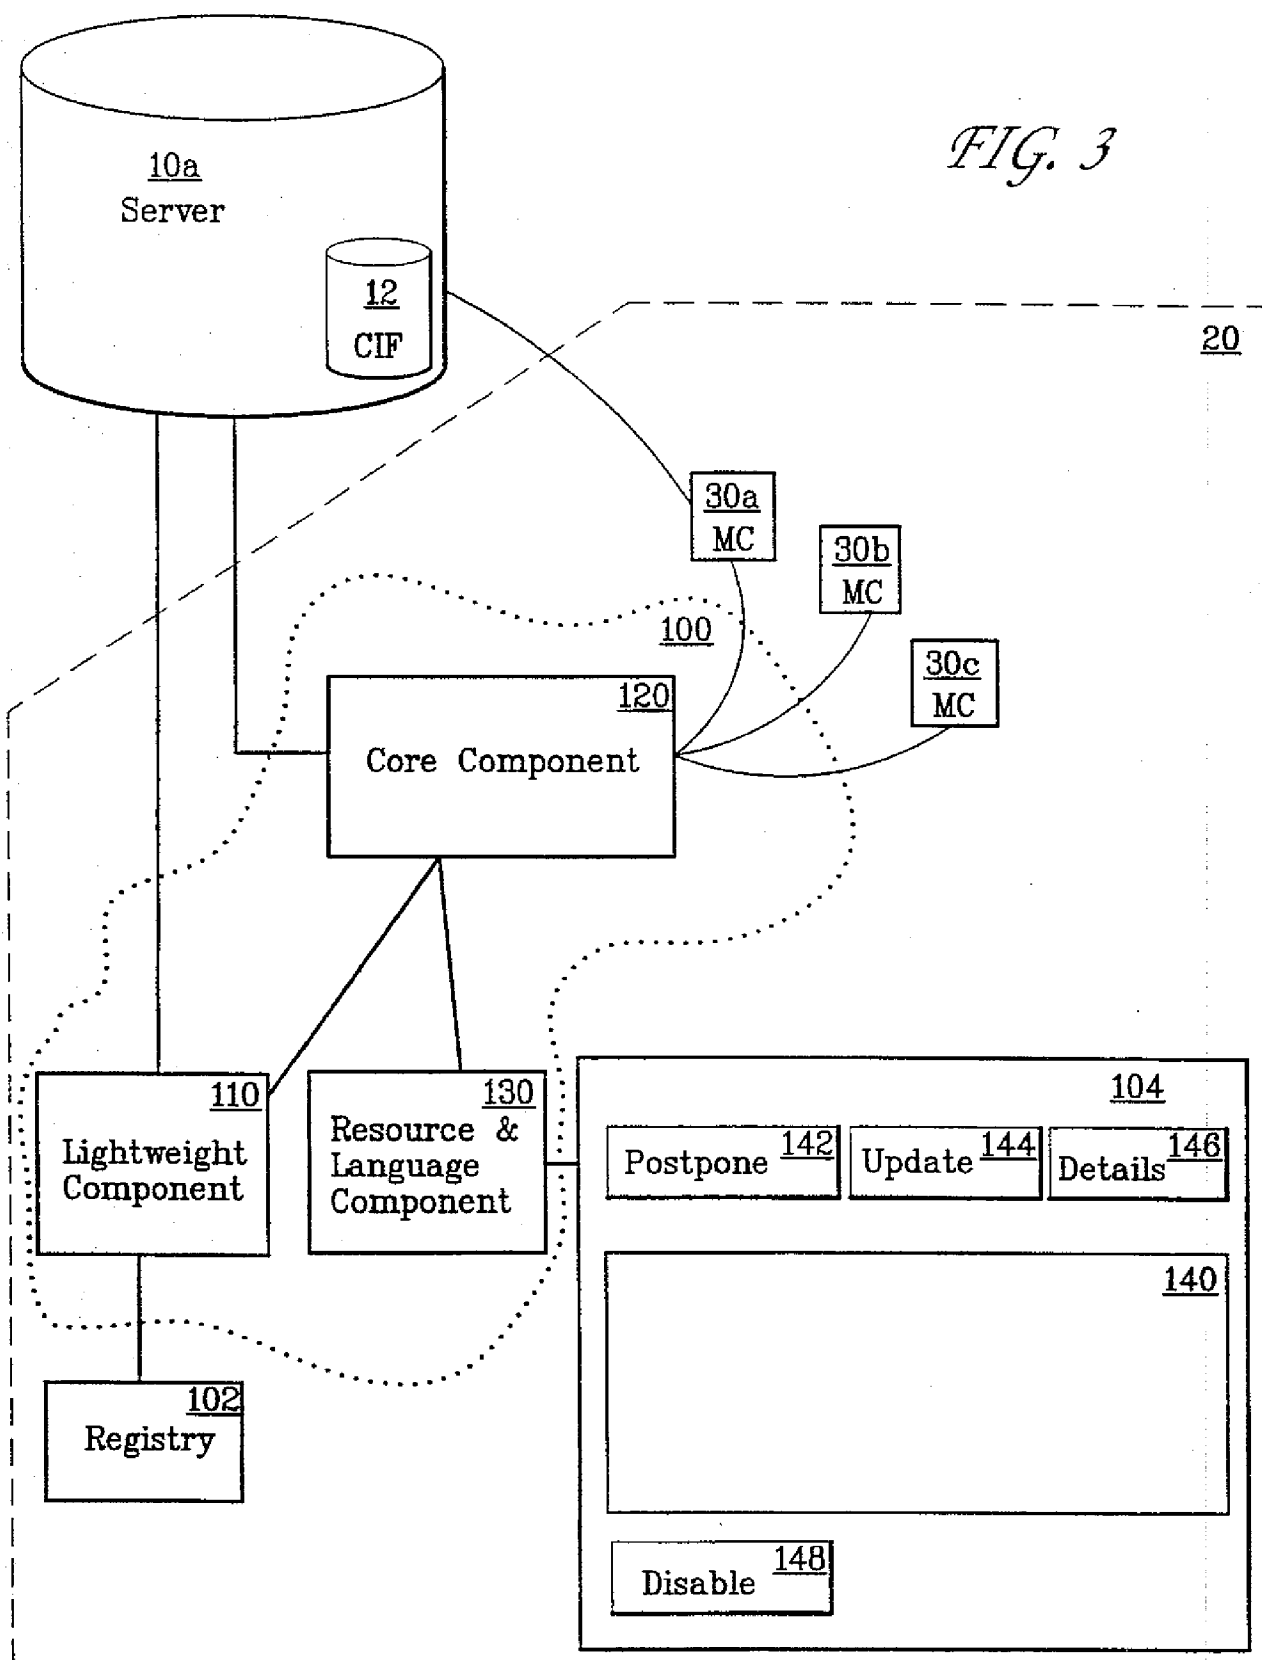 FIG. 3
10a
Server
12
CIF
20
30a
MC
30b
MC
30c
MC
100
120
Core Component
110
Lightweight
Component
130
Resource &
Language
Component
104
Postpone 142
Update 144
Details 146
140
102
Registry
148
Disable